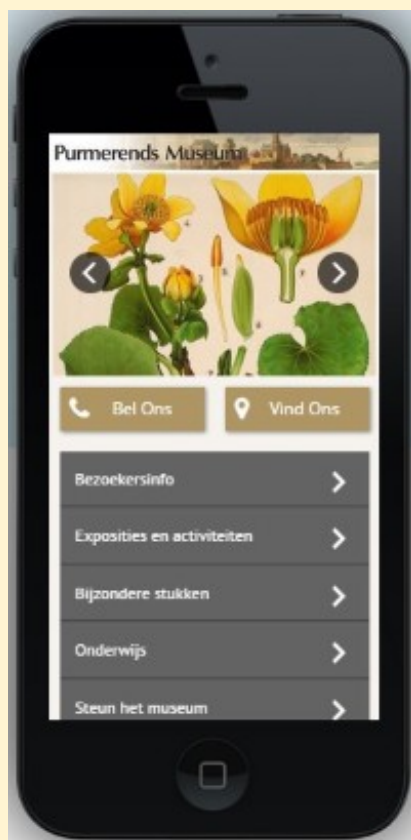 Purmerends Museum
Bel Ons
Vind Ons
Bezoekersinfo
Exposities en activiteiten
Bijzondere stukken
Onderwijs
Steun het museum